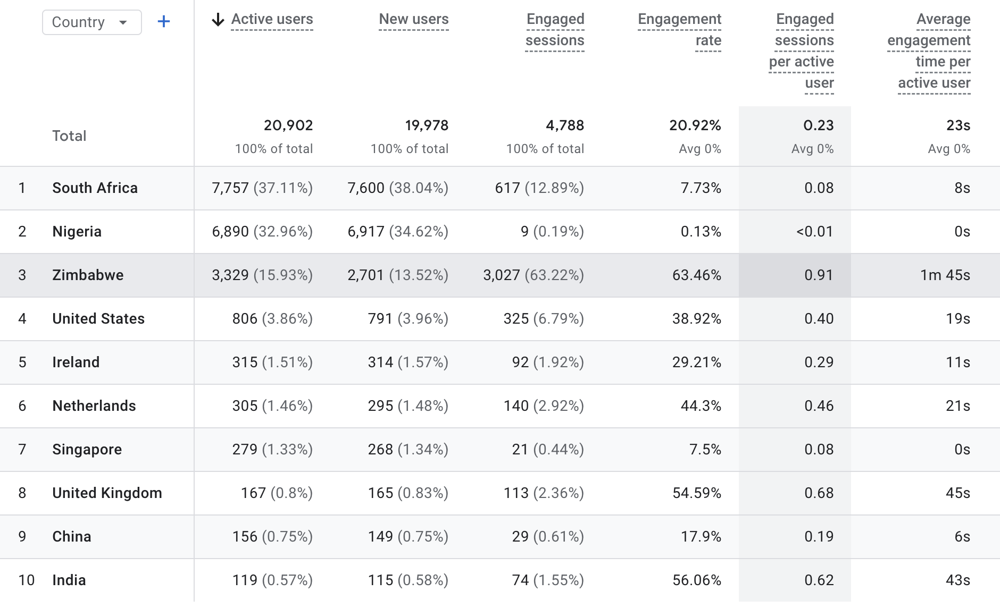 Country
Active users
New users
Engaged sessions
Engagement rate
Engaged sessions per active user
Average engagement time per active user
Total
20,902 19,978 4,788 20.92% 0.23 23s
100% of total 100% of total 100% of total Avg 0% Avg 0% Avg 0%
1 South Africa 7,757 (37.11%) 7,600 (38.04%) 617 (12.89%) 7.73% 0.08 8s
2 Nigeria 6,890 (32.96%) 6,917 (34.62%) 9 (0.19%) 0.13% <0.01 0s
3 Zimbabwe 3,329 (15.93%) 2,701 (13.52%) 3,027 (63.22%) 63.46% 0.91 1m 45s
4 United States 806 (3.86%) 791 (3.96%) 325 (6.79%) 38.92% 0.40 19s
5 Ireland 315 (1.51%) 314 (1.57%) 92 (1.92%) 29.21% 0.29 11s
6 Netherlands 305 (1.46%) 295 (1.48%) 140 (2.92%) 44.3% 0.46 21s
7 Singapore 279 (1.33%) 268 (1.34%) 21 (0.44%) 7.5% 0.08 0s
8 United Kingdom 167 (0.8%) 165 (0.83%) 113 (2.36%) 54.59% 0.68 45s
9 China 156 (0.75%) 149 (0.75%) 29 (0.61%) 17.9% 0.19 6s
10 India 119 (0.57%) 115 (0.58%) 74 (1.55%) 56.06% 0.62 43s